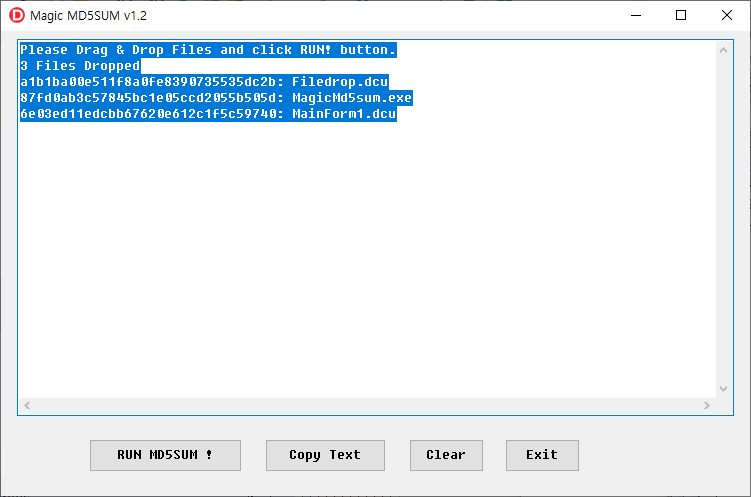 Magic MD5SUM v1.2
Please Drag & Drop Files and click RUN! button.
3 Files Dropped
a1b1ba00e511f8a0fe8390735535dc2b: Filedrop.dcu
87fd0ab3c57845bc1e05ccd2055b505d: MagicMd5sum.exe
6e03ed11edcbb67620e612c1f5c59740: MainForm1.dcu
RUN MD5SUM ! Copy Text Clear Exit